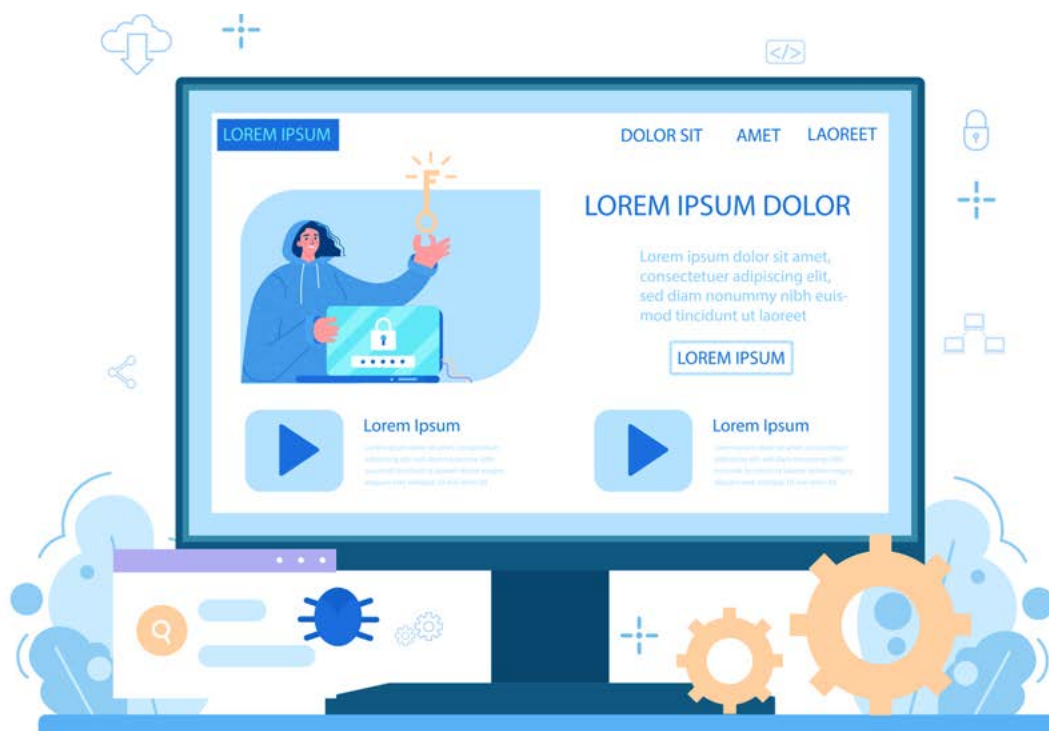 LOREM IPSUM
DOLOR SIT AMET LAOREET
LOREM IPSUM DOLOR
Lorem ipsum dolor sit amet,
consectetuer adipiscing elit,
sed diam nonummy nibh euis-
mod tincidunt ut laoreet
LOREM IPSUM
Lorem Ipsum
Lorem Ipsum